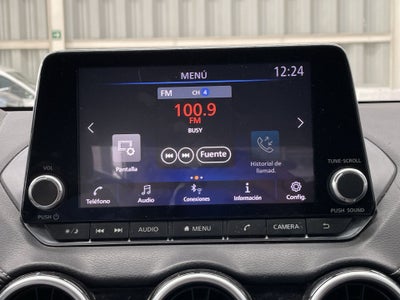 MENÚ
12:24
FM CH 4
100.9
FM
BUSY
Fuente
Pantalla
Historial de
llamad.
VOL
TUNE·SCROLL
Teléfono Audio Conexiones Información Config.
PUSH
PUSH SOUND
AUDIO MENU CAMERA